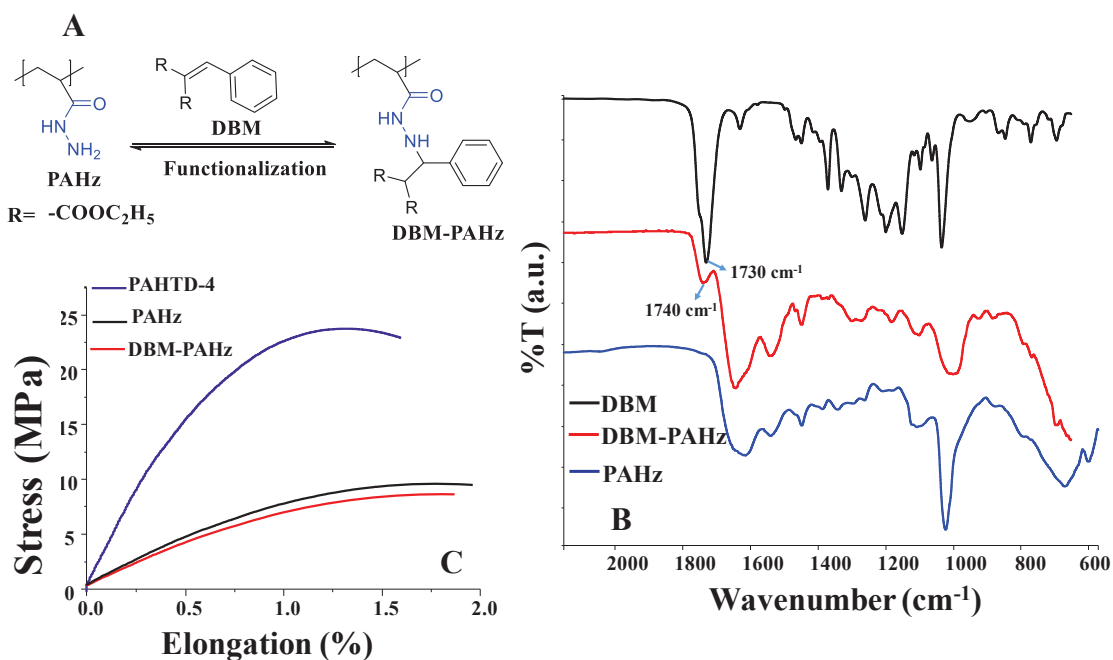 A
R
R
DBM
Functionalization
O
HN
NH₂
PAHz
R= -COOC₂H₅
O
HN
NH
R
R
DBM-PAHz
PAHTD-4
PAHz
DBM-PAHz
25
20
15
10
5
0
0.0 0.5 1.0 1.5 2.0
Stress (MPa)
Elongation (%)
C
1730 cm⁻¹
1740 cm⁻¹
%T (a.u.)
DBM
DBM-PAHz
PAHz
B
2000 1800 1600 1400 1200 1000 800 600
Wavenumber (cm⁻¹)